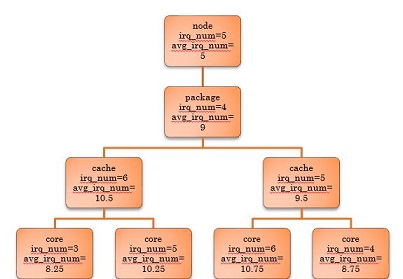 node
irq_num=5
avg_irq_num=
5
package
irq_num=4
avg_irq_num=
9
cache
irq_num=6
avg_irq_num=
10.5
cache
irq_num=5
avg_irq_num=
9.5
core
irq_num=3
avg_irq_num=
8.25
core
irq_num=5
avg_irq_num=
10.25
core
irq_num=6
avg_irq_num=
10.75
core
irq_num=4
avg_irq_num=
8.75